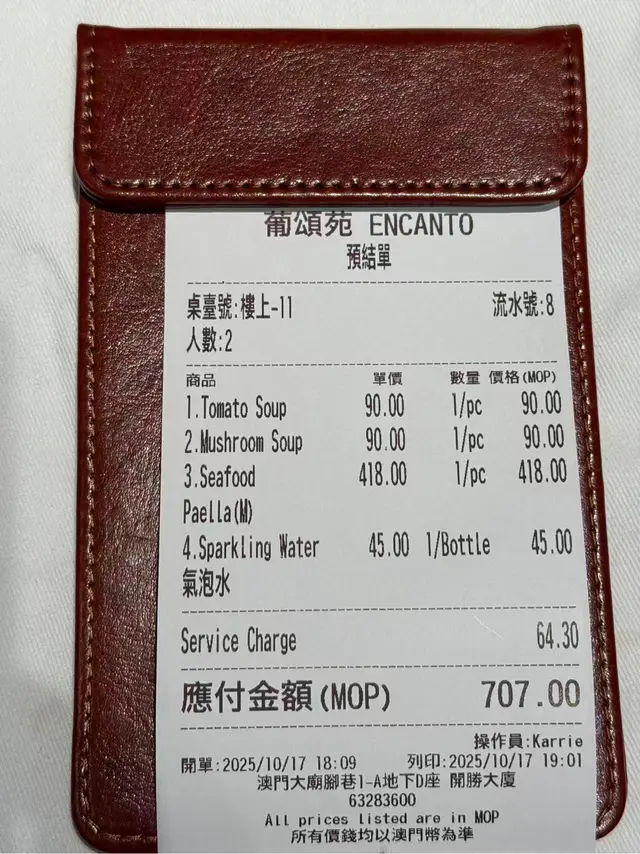 葡頌苑 ENCANTO
預結單
桌臺號:樓上-11 流水號:8
人數:2
商品 單價 數量 價格(MOP)
1.Tomato Soup 90.00 1/pc 90.00
2.Mushroom Soup 90.00 1/pc 90.00
3.Seafood 418.00 1/pc 418.00
Paella(M)
4.Sparkling Water 45.00 1/Bottle 45.00
氣泡水
Service Charge 64.30
應付金額(MOP) 707.00
操作員:Karrie
開單:2025/10/17 18:09 列印:2025/10/17 19:01
澳門大廟腳巷1-A地下D座 開勝大廈
63283600
All prices listed are in MOP
所有價錢均以澳門幣為準